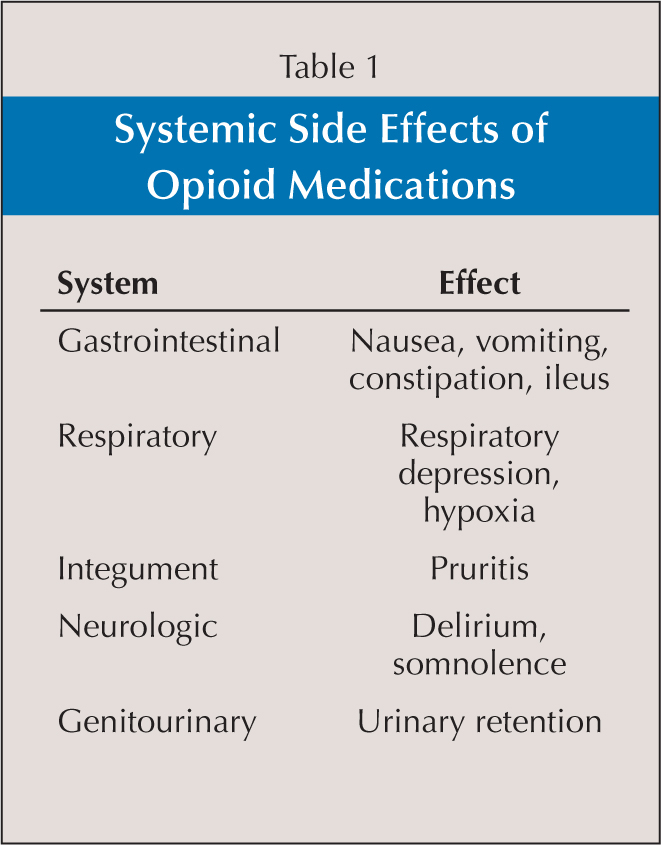 Table 1
Systemic Side Effects of
Opioid Medications
System Effect
Gastrointestinal Nausea, vomiting,
constipation, ileus
Respiratory Respiratory
depression,
hypoxia
Integument Pruritis
Neurologic Delirium,
somnolence
Genitourinary Urinary retention